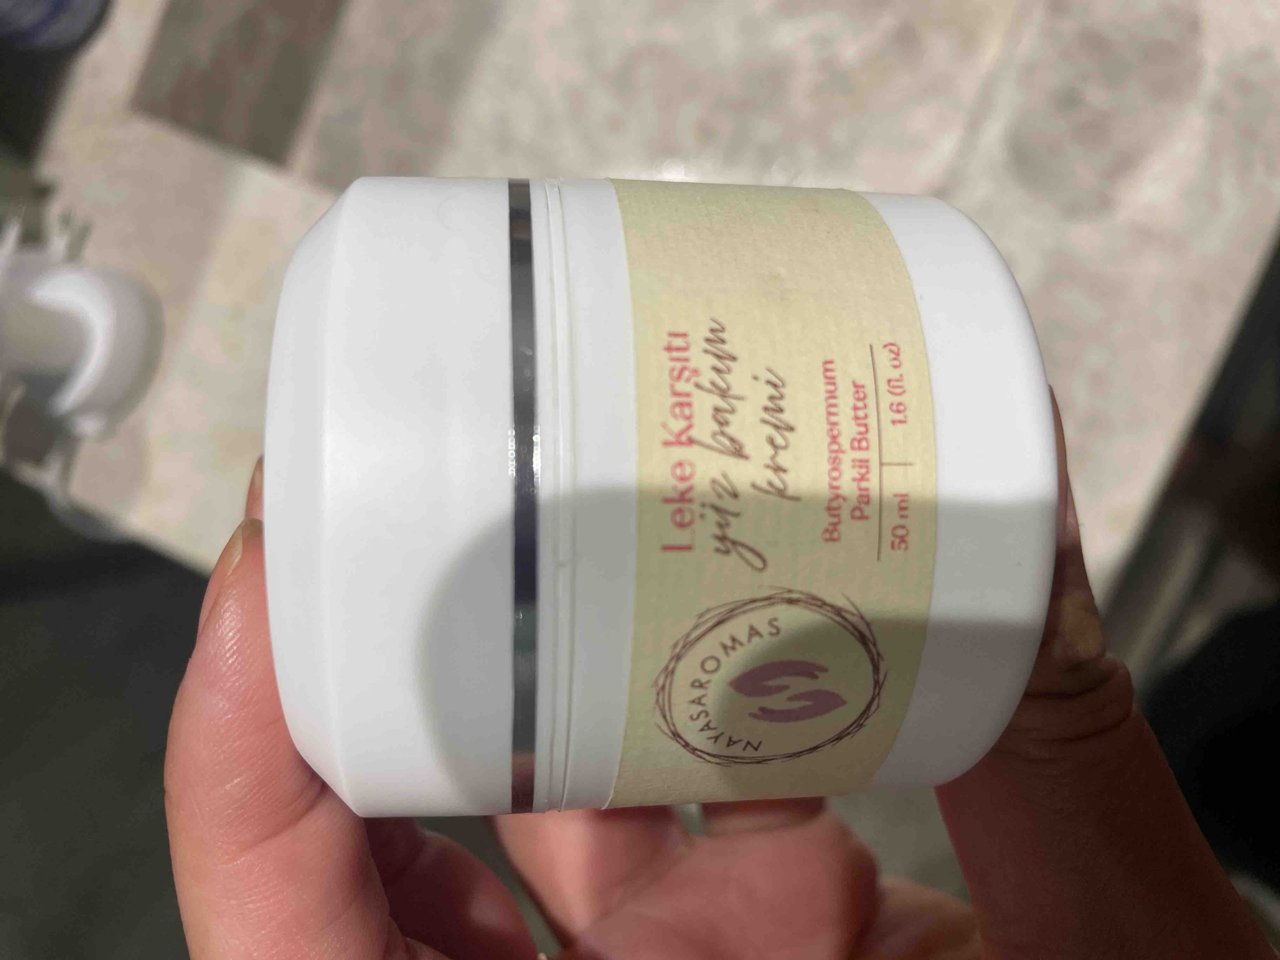 NAYASAROMAS
Leke Karşıtı
yüz bakım
kremi
Butyrospermum
Parkii Butter
50 ml | 1.6 (fl. oz)